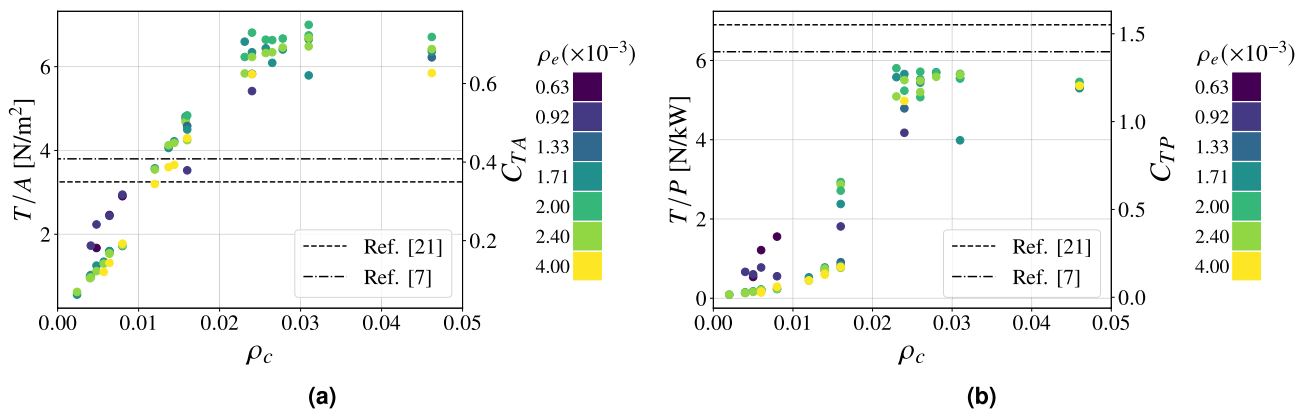 T/A [N/m²]
6
4
2
0.00
0.01
0.02
0.03
0.04
0.05
ρc
0.6
0.4
0.2
C_TA
Ref. [21]
Ref. [7]
ρe(×10⁻³)
0.63
0.92
1.33
1.71
2.00
2.40
4.00
(a)
T/P [N/kW]
6
4
2
0
0.00
0.01
0.02
0.03
0.04
0.05
ρc
1.5
1.0
0.5
0.0
C_TP
Ref. [21]
Ref. [7]
ρe(×10⁻³)
0.63
0.92
1.33
1.71
2.00
2.40
4.00
(b)